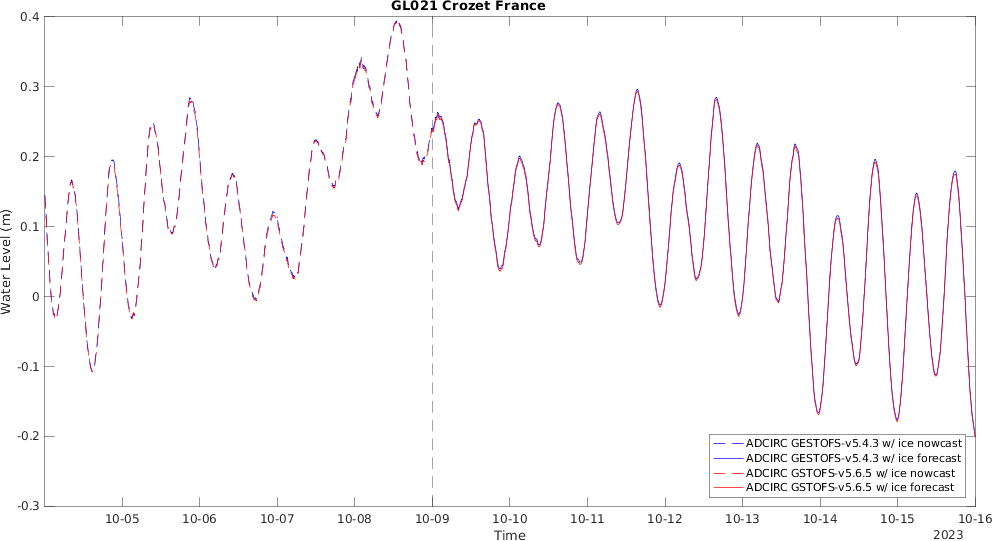 GL021 Crozet France
0.4
0.3
0.2
0.1
0
-0.1
-0.2
-0.3
Water Level (m)
ADCIRC GESTOFS-v5.4.3 w/ ice nowcast
ADCIRC GESTOFS-v5.4.3 w/ ice forecast
ADCIRC GSTOFS-v5.6.5 w/ ice nowcast
ADCIRC GSTOFS-v5.6.5 w/ ice forecast
10-05 10-06 10-07 10-08 10-09 10-10 10-11 10-12 10-13 10-14 10-15 10-16
Time
2023